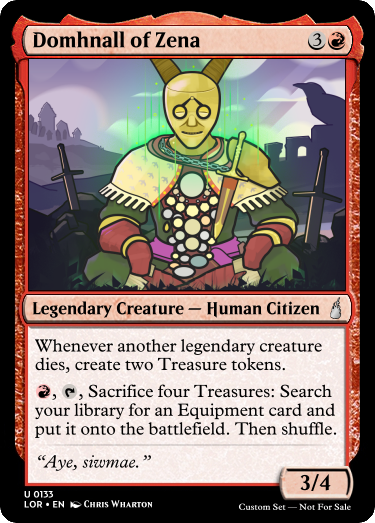 Domhnall of Zena 3
Legendary Creature — Human Citizen
Whenever another legendary creature
dies, create two Treasure tokens.
, , Sacrifice four Treasures: Search
your library for an Equipment card and
put it onto the battlefield. Then shuffle.
“Aye, siwmae.”
3/4
U 0133
LOR • EN Chris Wharton
Custom Set — Not For Sale